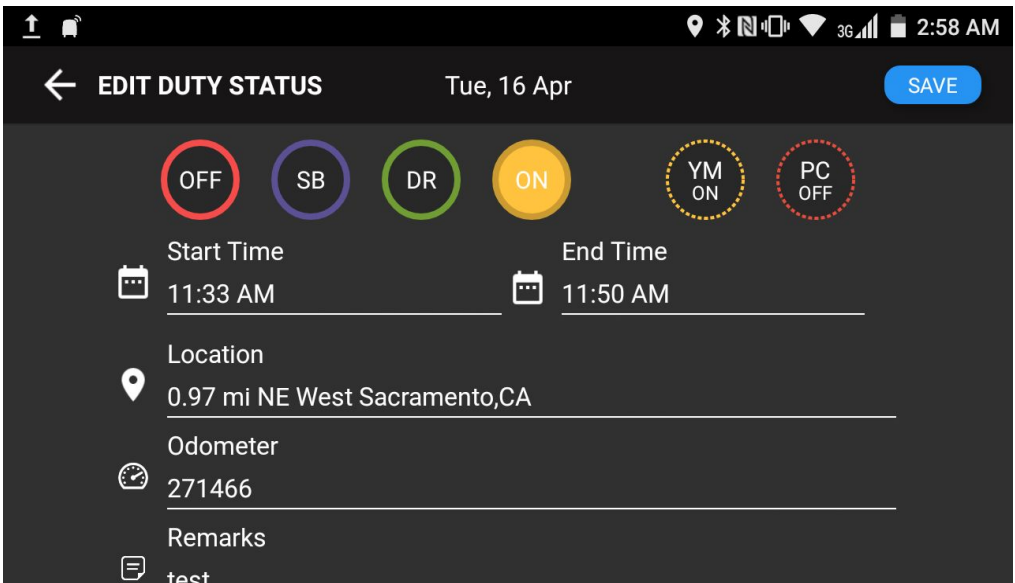 3G 2:58 AM
EDIT DUTY STATUS Tue, 16 Apr SAVE
OFF SB DR ON YM PC
ON OFF
Start Time End Time
11:33 AM 11:50 AM
Location
0.97 mi NE West Sacramento,CA
Odometer
271466
Remarks
test